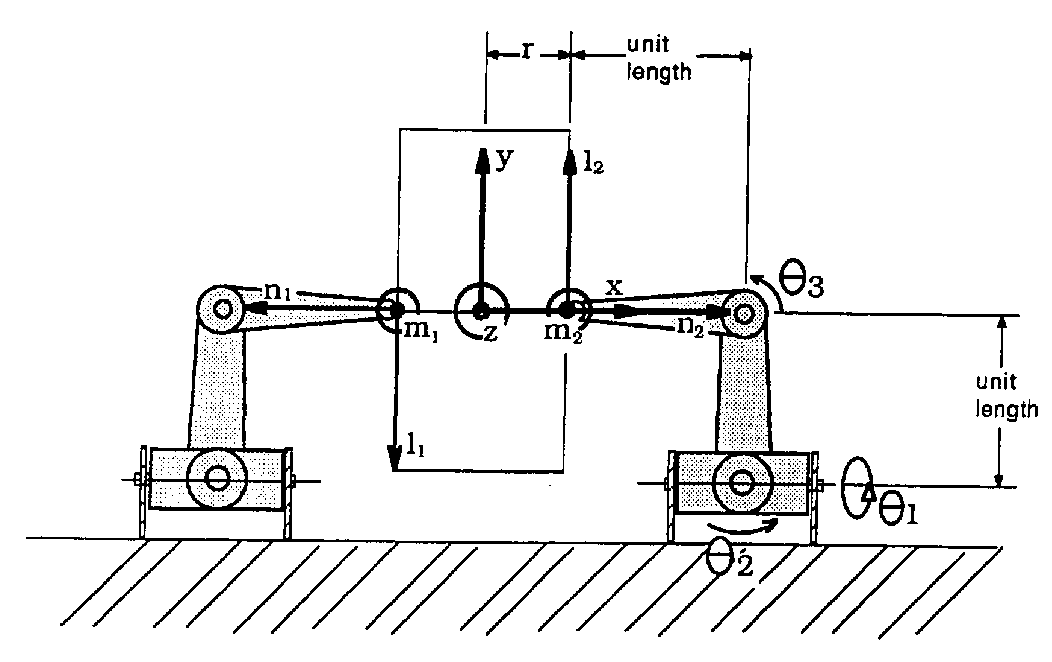 r
unit
length
y
l₂
θ₃
n₁
x
m₁
z
m₂
n₂
unit
length
l₁
θ₁
θ₂